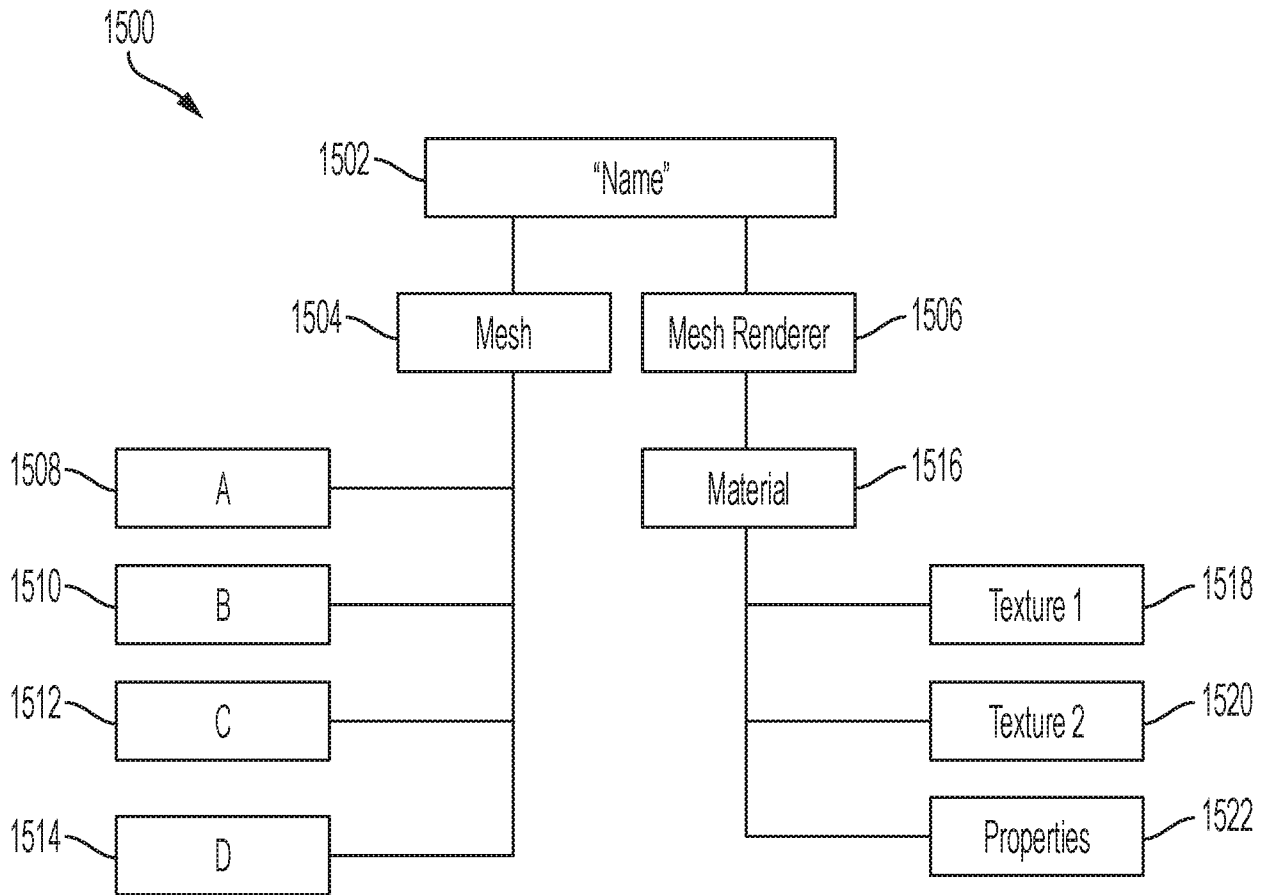 1500
1502
“Name”
1504
Mesh
Mesh Renderer
1506
1508
A
Material
1516
1510
B
Texture 1
1518
1512
C
Texture 2
1520
1514
D
Properties
1522